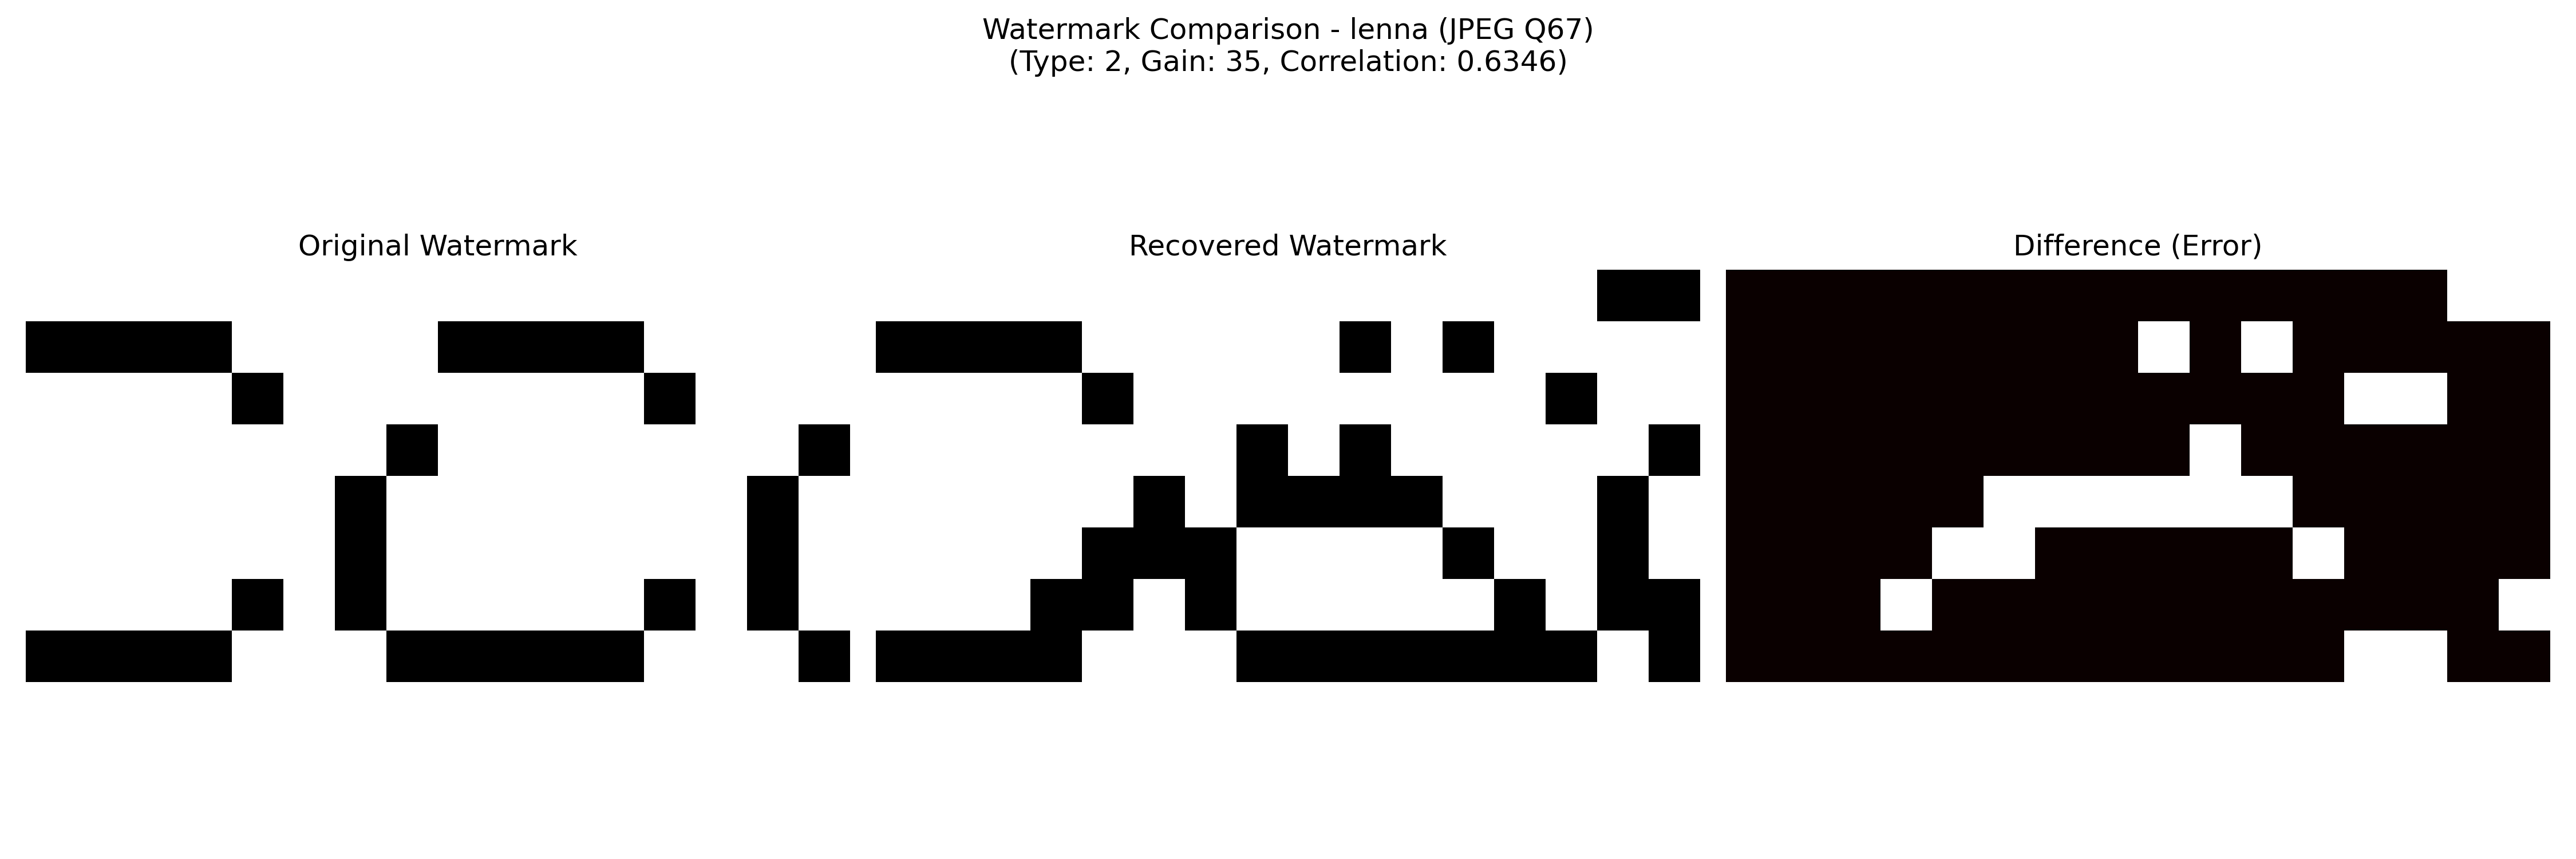 Watermark Comparison - lenna (JPEG Q67)
(Type: 2, Gain: 35, Correlation: 0.6346)
Original Watermark
Recovered Watermark
Difference (Error)